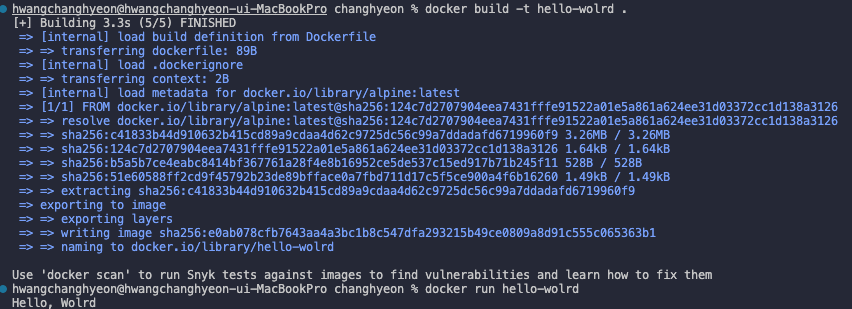 hwangchanghyeon@hwangchanghyeon-ui-MacBookPro changhyeon % docker build -t hello-wolrd .
[+] Building 3.3s (5/5) FINISHED
=> [internal] load build definition from Dockerfile
=> => transferring dockerfile: 89B
=> [internal] load .dockerignore
=> => transferring context: 2B
=> [internal] load metadata for docker.io/library/alpine:latest
=> [1/1] FROM docker.io/library/alpine:latest@sha256:124c7d2707904eea7431fffe91522a01e5a861a624ee31d03372cc1d138a3126
=> => resolve docker.io/library/alpine:latest@sha256:124c7d2707904eea7431fffe91522a01e5a861a624ee31d03372cc1d138a3126
=> => sha256:c41833b44d910632b415cd89a9cdaa4d62c9725dc56c99a7ddadafd6719960f9 3.26MB / 3.26MB
=> => sha256:124c7d2707904eea7431fffe91522a01e5a861a624ee31d03372cc1d138a3126 1.64kB / 1.64kB
=> => sha256:b5a5b7ce4eabc8414bf367761a28f4e8b16952ce5de537c15ed917b71b245f11 528B / 528B
=> => sha256:51e60588ff2cd9f45792b23de89bfface0a7fbd711d17c5f5ce900a4f6b16260 1.49kB / 1.49kB
=> => extracting sha256:c41833b44d910632b415cd89a9cdaa4d62c9725dc56c99a7ddadafd6719960f9
=> exporting to image
=> => exporting layers
=> => writing image sha256:e0ab078cfb7643aa4a3bc1b8c547dfa293215b49ce0809a8d91c555c065363b1
=> => naming to docker.io/library/hello-wolrd
Use 'docker scan' to run Snyk tests against images to find vulnerabilities and learn how to fix them
hwangchanghyeon@hwangchanghyeon-ui-MacBookPro changhyeon % docker run hello-wolrd
Hello, Wolrd